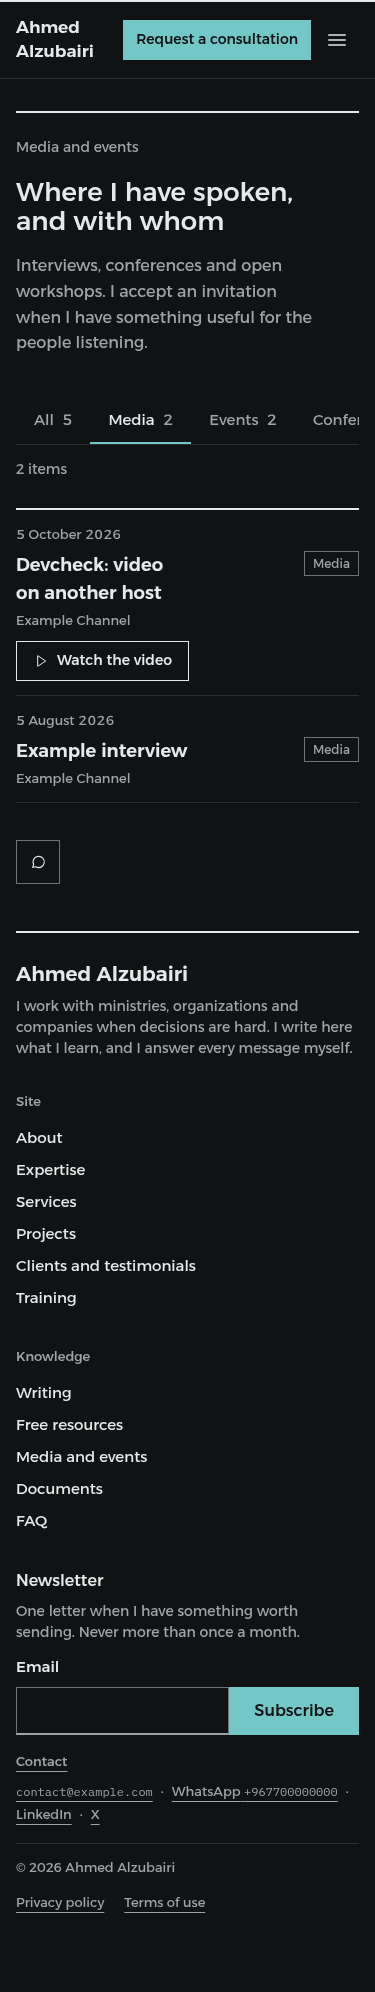 Ahmed
Alzubairi
Request a consultation
Media and events
Where I have spoken,
and with whom
Interviews, conferences and open
workshops. I accept an invitation
when I have something useful for the
people listening.
All 5 Media 2 Events 2 Confer
2 items
5 October 2026
Devcheck: video
on another host
Media
Example Channel
Watch the video
5 August 2026
Example interview
Media
Example Channel
Ahmed Alzubairi
I work with ministries, organizations and
companies when decisions are hard. I write here
what I learn, and I answer every message myself.
Site
About
Expertise
Services
Projects
Clients and testimonials
Training
Knowledge
Writing
Free resources
Media and events
Documents
FAQ
Newsletter
One letter when I have something worth
sending. Never more than once a month.
Email
Subscribe
Contact
contact@example.com · WhatsApp +967700000000 ·
LinkedIn · X
© 2026 Ahmed Alzubairi
Privacy policy Terms of use